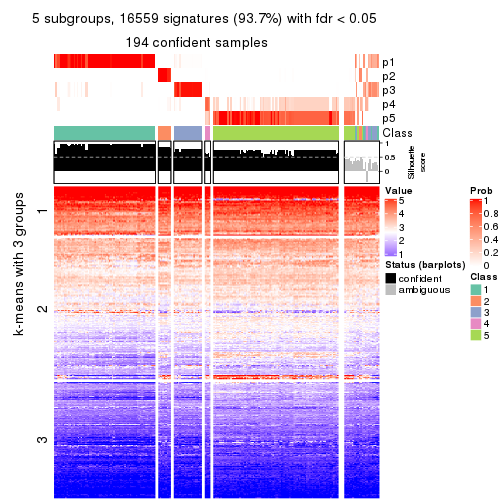 5 subgroups, 16559 signatures (93.7%) with fdr < 0.05
194 confident samples
p1
p2
p3
p4
p5
Class
1
0.5
0
Silhouette
score
k-means with 3 groups
1
2
3
Value
5
4
3
2
1
Status (barplots)
confident
ambiguous
Prob
1
0.8
0.6
0.4
0.2
0
Class
1
2
3
4
5